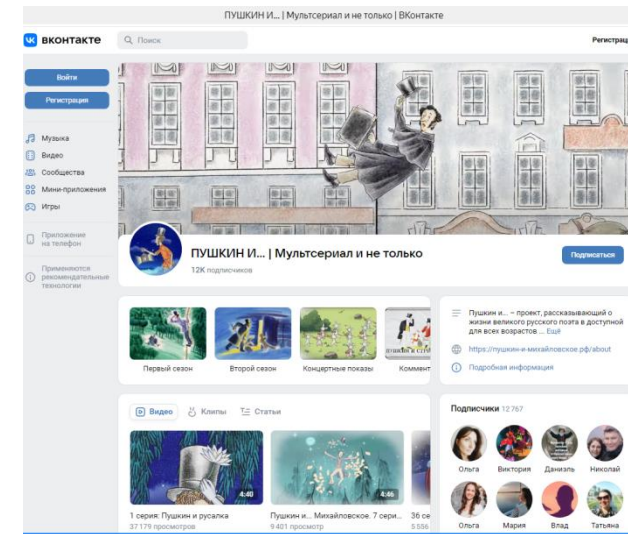 ПУШКИН И... | Мультсериал и не только | ВКонтакте
вконтакте
Поиск
Регистрац
Войти
Регистрация
Музыка
Видео
Сообщества
Мини-приложения
Игры
Приложение
на телефон
Применяются
рекомендательные
технологии
ПУШКИН И... | Мультсериал и не только
12K подписчиков
Подписаться
Первый сезон
Второй сезон
Концертные показы
Коммент
Пушкин и... – проект, рассказывающий о
жизни великого русского поэта в доступной
для всех возрастов ... Ещё
https://пушкин-и-михайловское.рф/about
Подробная информация
Видео
Клипы
Статьи
4:40
4:46
1 серия: Пушкин и русалка
37 179 просмотров
Пушкин и... Михайловское. 7 сери...
9 401 просмотр
36 се
5 556
Подписчики 12 767
Ольга
Виктория
Даниэль
Николай
Ольга
Мария
Влад
Татьяна